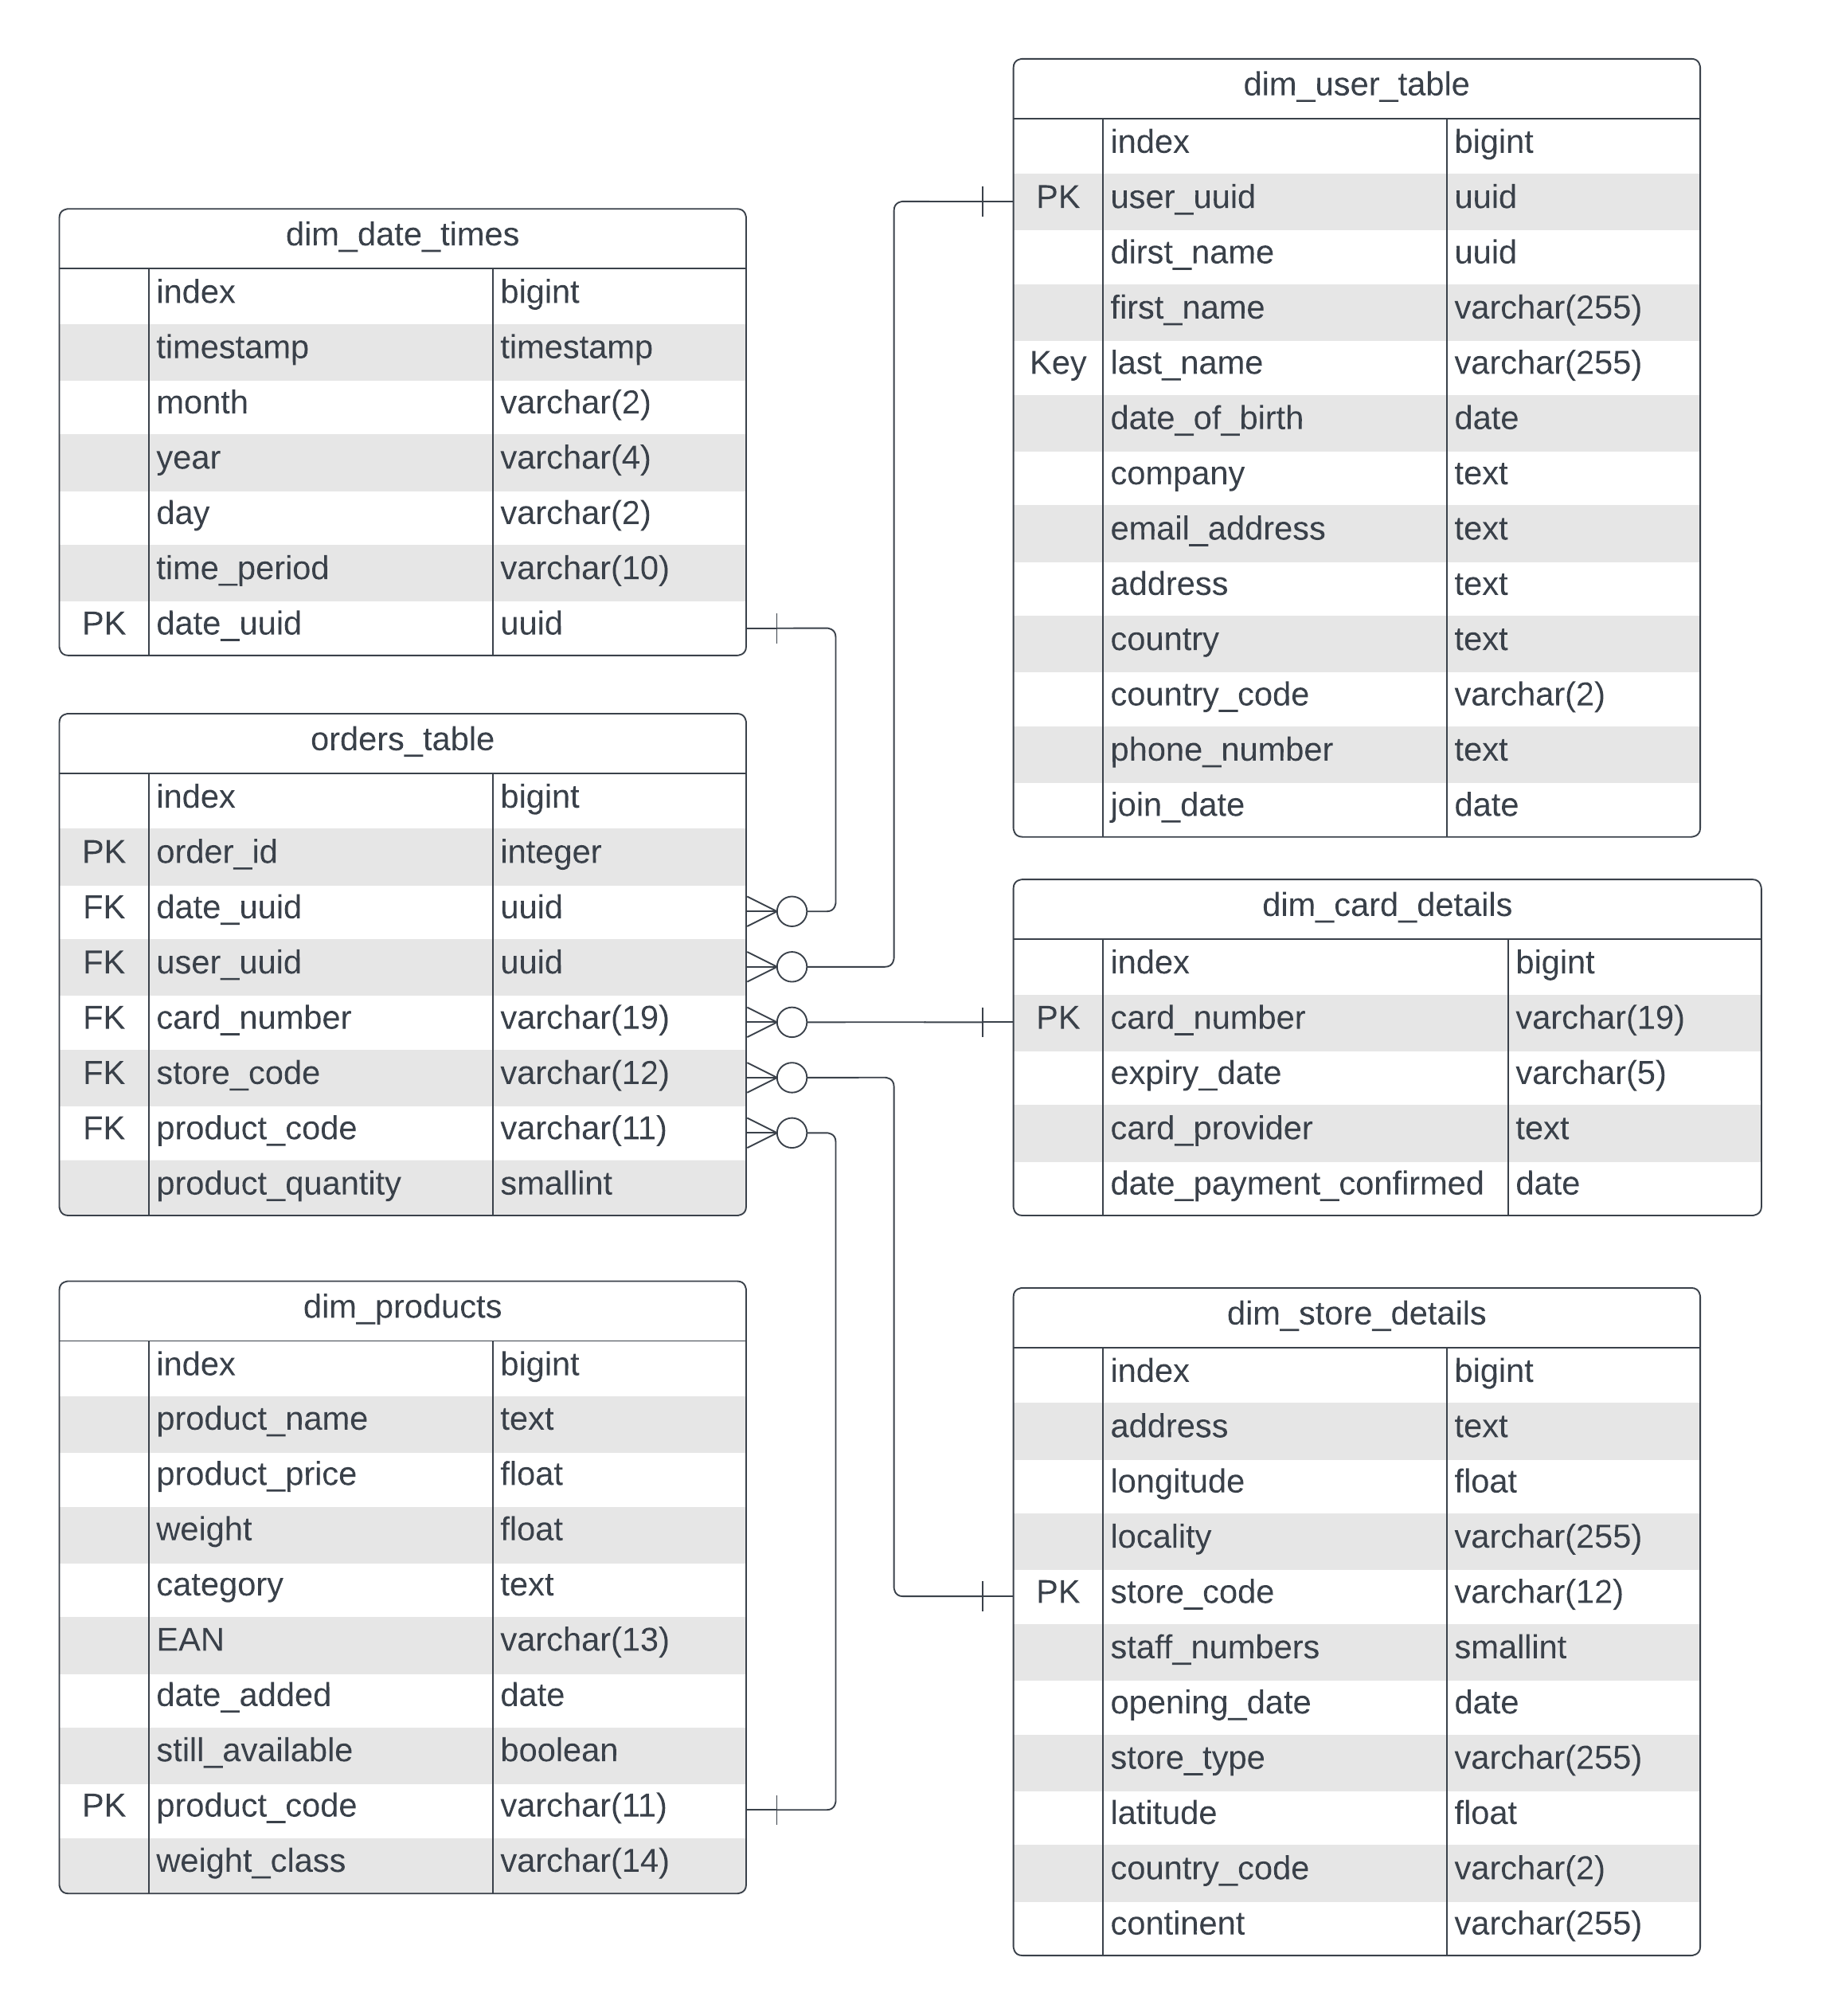 dim_date_times
index bigint
timestamp timestamp
month varchar(2)
year varchar(4)
day varchar(2)
time_period varchar(10)
PK date_uuid uuid
orders_table
index bigint
PK order_id integer
FK date_uuid uuid
FK user_uuid uuid
FK card_number varchar(19)
FK store_code varchar(12)
FK product_code varchar(11)
product_quantity smallint
dim_products
index bigint
product_name text
product_price float
weight float
category text
EAN varchar(13)
date_added date
still_available boolean
PK product_code varchar(11)
weight_class varchar(14)
dim_user_table
index bigint
PK user_uuid uuid
dirst_name uuid
first_name varchar(255)
Key last_name varchar(255)
date_of_birth date
company text
email_address text
address text
country text
country_code varchar(2)
phone_number text
join_date date
dim_card_details
index bigint
PK card_number varchar(19)
expiry_date varchar(5)
card_provider text
date_payment_confirmed date
dim_store_details
index bigint
address text
longitude float
locality varchar(255)
PK store_code varchar(12)
staff_numbers smallint
opening_date date
store_type varchar(255)
latitude float
country_code varchar(2)
continent varchar(255)